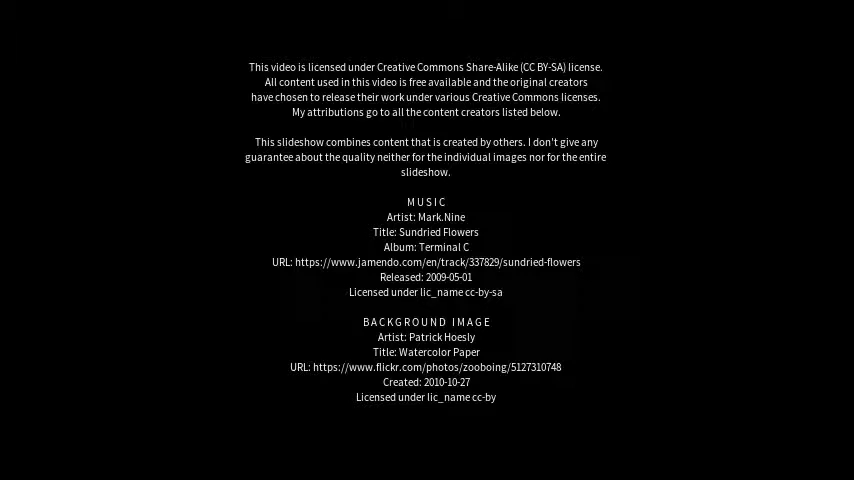 This video is licensed under Creative Commons Share-Alike (CC BY-SA) license.
All content used in this video is free available and the original creators
have chosen to release their work under various Creative Commons licenses.
My attributions go to all the content creators listed below.
This slideshow combines content that is created by others. I don't give any
guarantee about the quality neither for the individual images nor for the entire
slideshow.
MUSIC
Artist: Mark.Nine
Title: Sundried Flowers
Album: Terminal C
URL: https://www.jamendo.com/en/track/337829/sundried-flowers
Released: 2009-05-01
Licensed under lic_name cc-by-sa
BACKGROUND IMAGE
Artist: Patrick Hoesly
Title: Watercolor Paper
URL: https://www.flickr.com/photos/zooboing/5127310748
Created: 2010-10-27
Licensed under lic_name cc-by